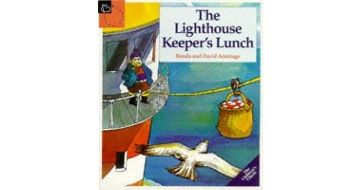 The
Lighthouse
Keeper's Lunch
Ronda and David Armitage